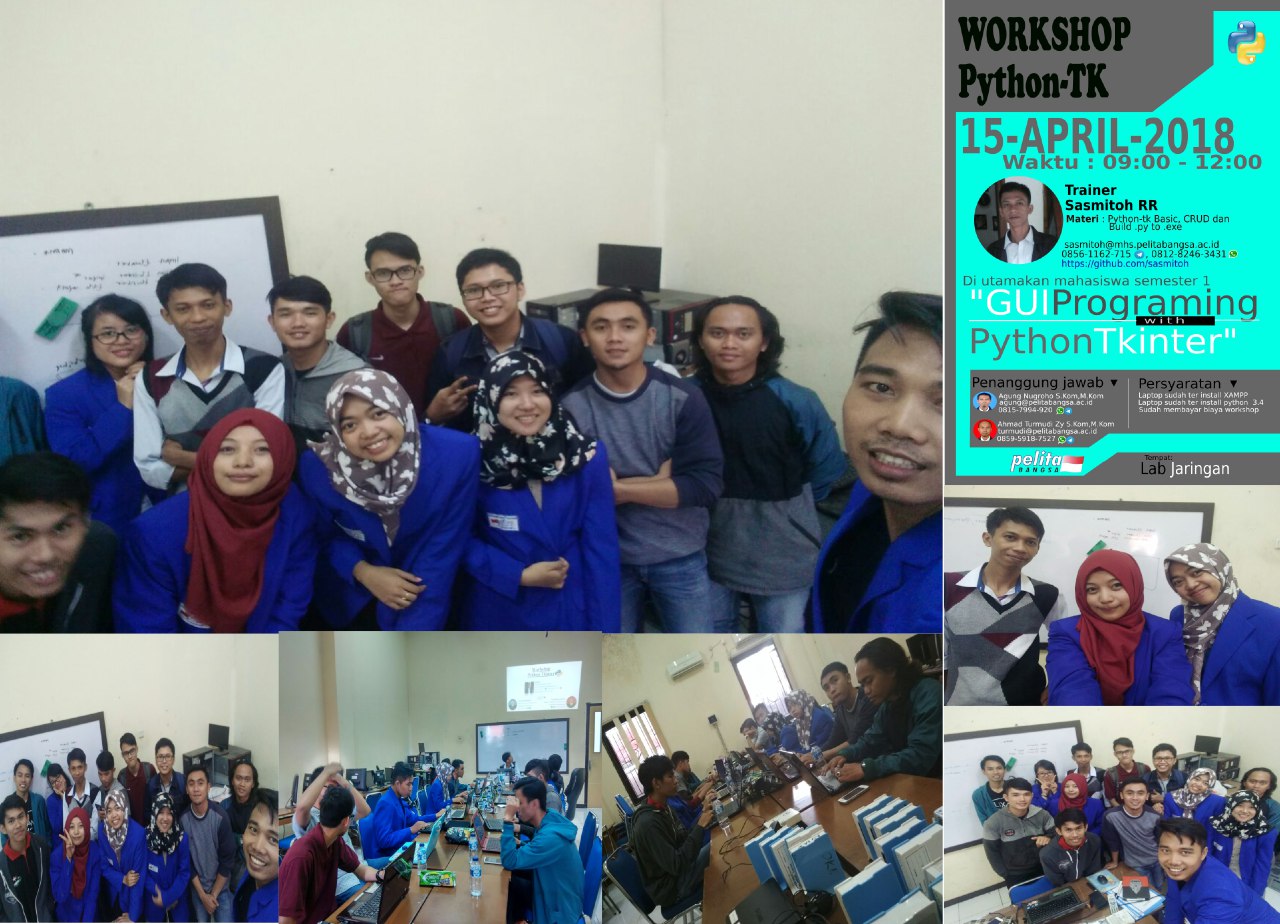 WORKSHOP
Python-TK
15-APRIL-2018
Waktu : 09:00 - 12:00
Trainer
Sasmitoh RR
Materi : Python-tk Basic, CRUD dan
Build .py to .exe
sasmitoh@mhs.pelitabangsa.ac.id
0856-1162-715 , 0812-8246-3431
https://github.com/sasmitoh
Di utamakan mahasiswa semester 1
"GUIPrograming
with
PythonTkinter"
Penanggung jawab ▼
Agung Nugroho S.Kom,M.Kom
agung@pelitabangsa.ac.id
0815-7994-920
Ahmad Turmudi Zy S.Kom,M.Kom
turmudi@pelitabangsa.ac.id
0859-5918-7527
Persyaratan ▼
Laptop sudah ter install XAMPP
Laptop sudah ter install python 3.4
Sudah membayar biaya workshop
pelita
BANGSA
Tempat:
Lab Jaringan